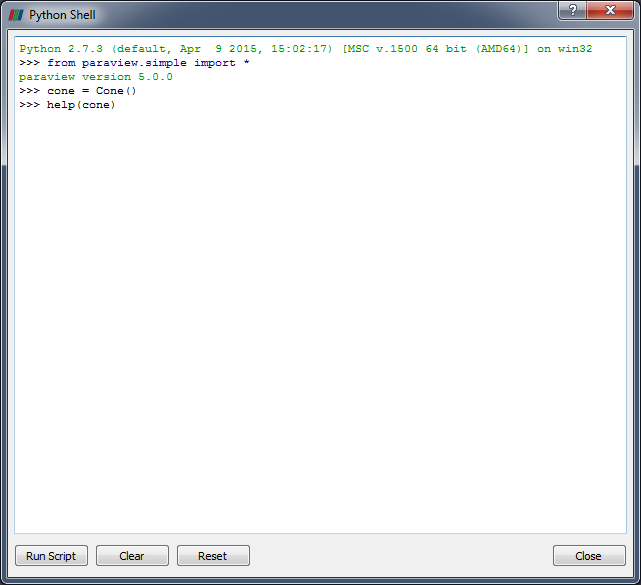 Python Shell
?
Python 2.7.3 (default, Apr  9 2015, 15:02:17) [MSC v.1500 64 bit (AMD64)] on win32
>>> from paraview.simple import *
paraview version 5.0.0
>>> cone = Cone()
>>> help(cone)
Run Script Clear Reset Close